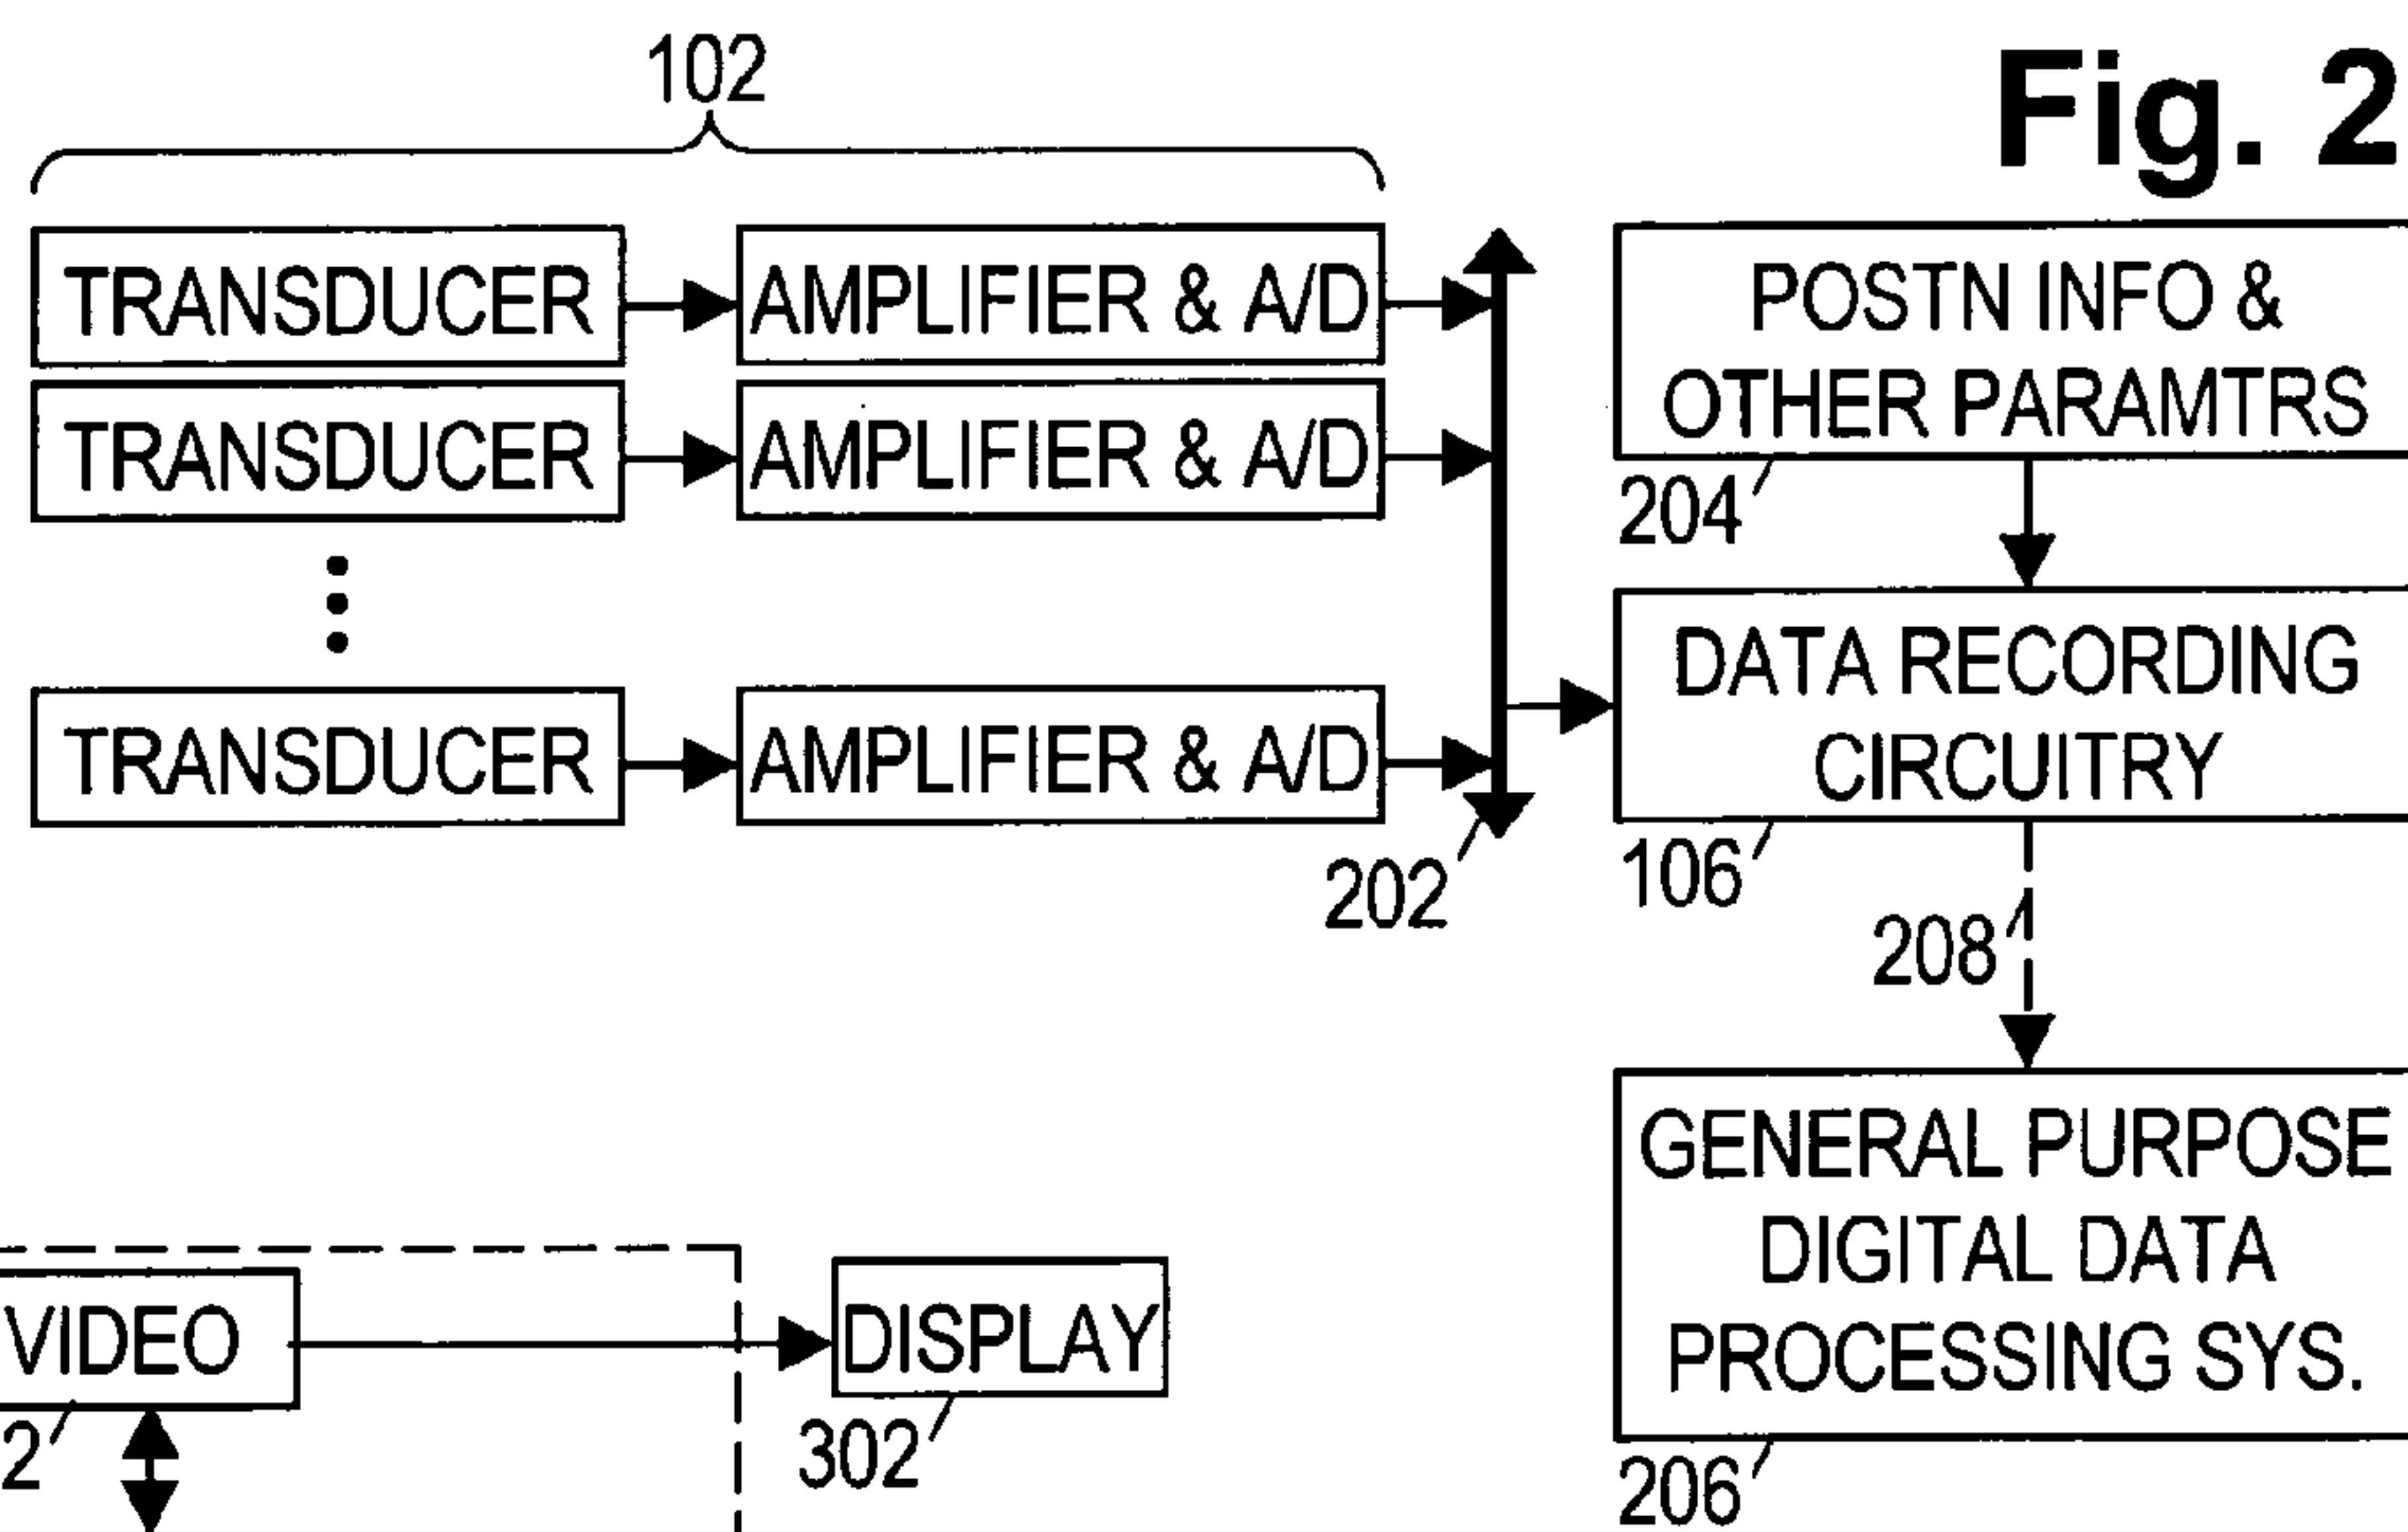 102
Fig. 2
TRANSDUCER
AMPLIFIER & A/D
TRANSDUCER
AMPLIFIER & A/D
TRANSDUCER
AMPLIFIER & A/D
202
POSTN INFO &
OTHER PARAMTRS
204
DATA RECORDING
CIRCUITRY
106
208
GENERAL PURPOSE
DIGITAL DATA
PROCESSING SYS.
206
VIDEO
2
DISPLAY
302